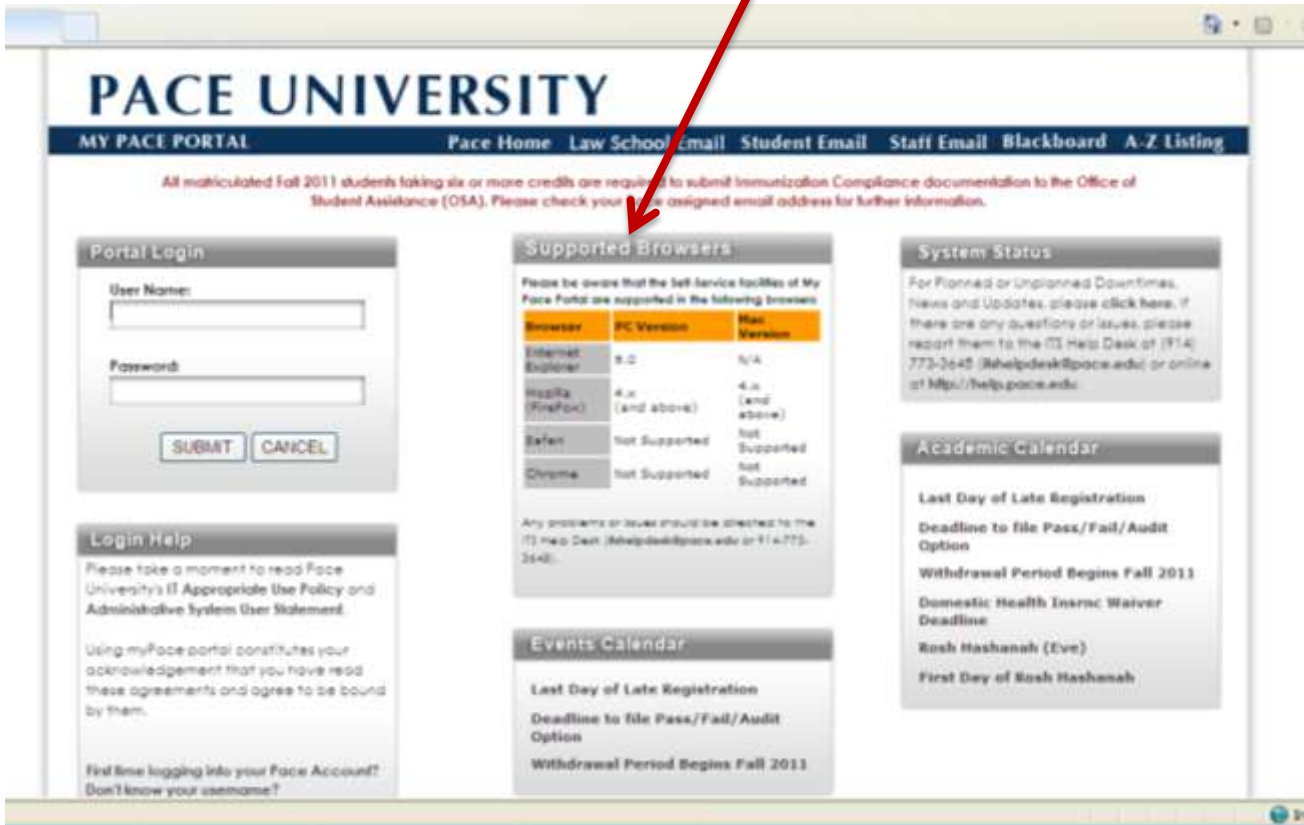 PACE UNIVERSITY
MY PACE PORTAL Pace Home Law School Email Student Email Staff Email Blackboard A-Z Listing
All matriculated Fall 2011 students taking six or more credits are required to submit Immunization Compliance documentation to the Office of
Student Assistance (OSA). Please check your assigned email address for further information.
Portal Login
User Name:
Password:
SUBMIT CANCEL
Login Help
Please take a moment to read Pace
University's IT Appropriate Use Policy and
Administrative System User Statement.
Using myPace portal constitutes your
acknowledgement that you have read
these agreements and agree to be bound
by them.
First time logging into your Pace Account?
Don't know your username?
Supported Browsers
Please be aware that the Self-Service facilities of My
Pace Portal are supported in the following browsers
Browser PC Version Mac Version
Internet Explorer 8.0 N/A
Mozilla (FireFox) 4.x (and above) 4.x (and above)
Safari Not Supported Not Supported
Chrome Not Supported Not Supported
Any problems or issues should be directed to the
ITS Help Desk (itshelpdesk@pace.edu or 914-773-
3648).
Events Calendar
Last Day of Late Registration
Deadline to file Pass/Fail/Audit
Option
Withdrawal Period Begins Fall 2011
System Status
For Planned or Unplanned Downtimes,
News and Updates, please click here. If
there are any questions or issues, please
report them to the ITS Help Desk at (914)
773-3648 (itshelpdesk@pace.edu) or online
at http://help.pace.edu.
Academic Calendar
Last Day of Late Registration
Deadline to file Pass/Fail/Audit
Option
Withdrawal Period Begins Fall 2011
Domestic Health Insrnc Waiver
Deadline
Rosh Hashanah (Eve)
First Day of Rosh Hashanah